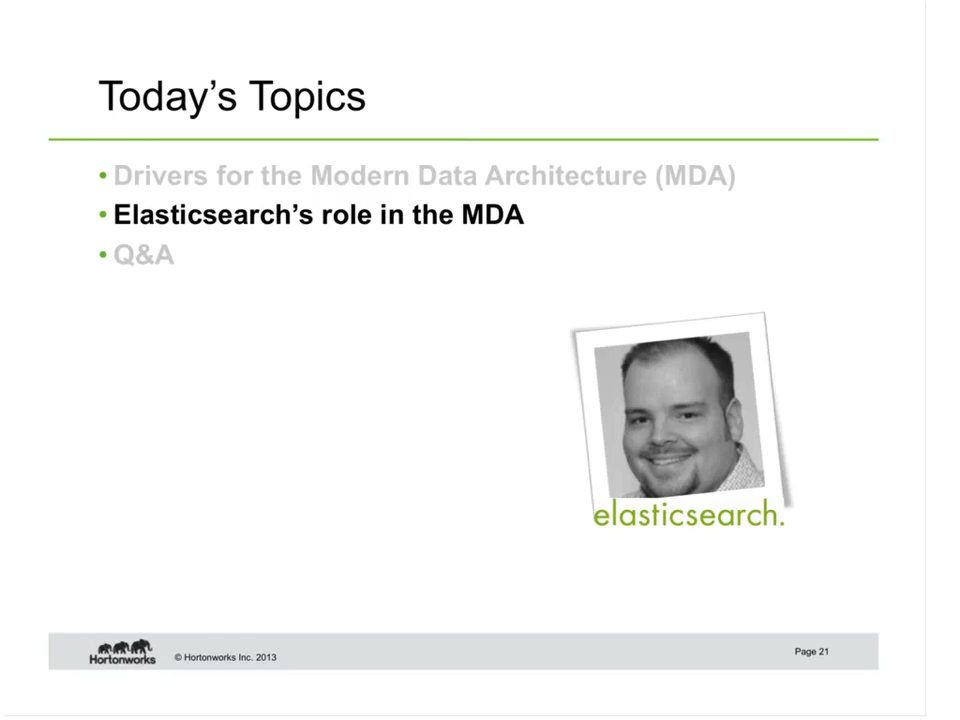 Today’s Topics
• Drivers for the Modern Data Architecture (MDA)
• Elasticsearch’s role in the MDA
• Q&A
elasticsearch.
Hortonworks
© Hortonworks Inc. 2013
Page 21